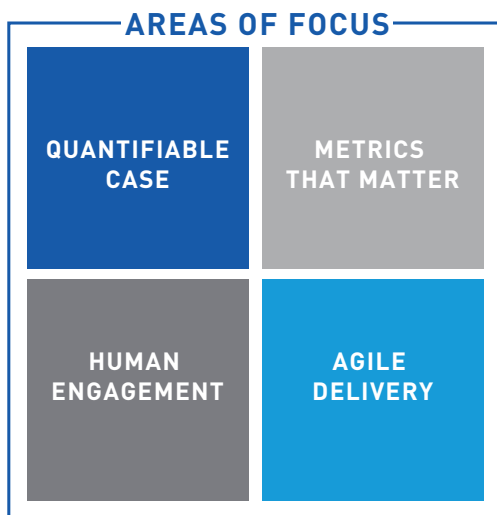 AREAS OF FOCUS
QUANTIFIABLE
CASE
METRICS
THAT MATTER
HUMAN
ENGAGEMENT
AGILE
DELIVERY